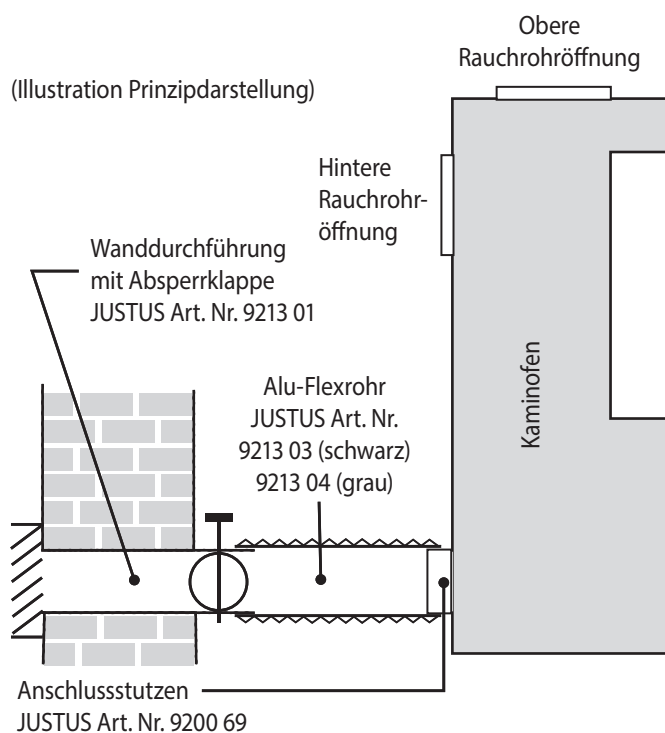 Obere
Rauchrohröffnung
(Illustration Prinzipdarstellung)
Hintere
Rauchrohr-
öffnung
Wanddurchführung
mit Absperrklappe
JUSTUS Art. Nr. 9213 01
Alu-Flexrohr
JUSTUS Art. Nr.
9213 03 (schwarz)
9213 04 (grau)
Kaminofen
Anschlussstutzen
JUSTUS Art. Nr. 9200 69